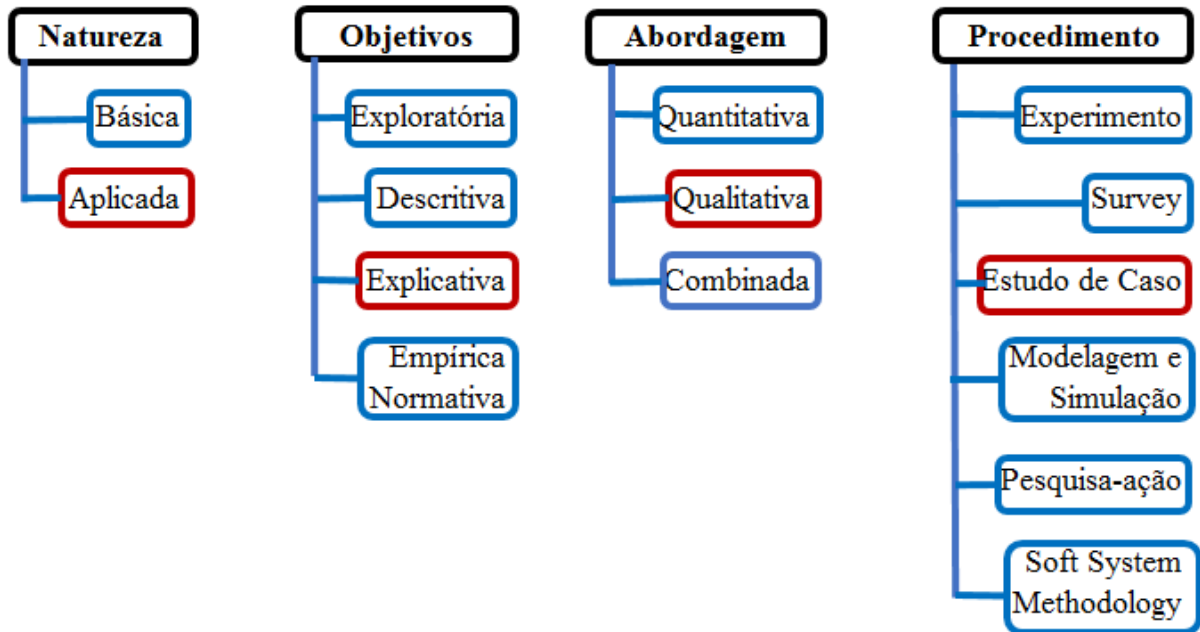 Natureza
Básica
Aplicada
Objetivos
Exploratória
Descritiva
Explicativa
Empírica
Normativa
Abordagem
Quantitativa
Qualitativa
Combinada
Procedimento
Experimento
Survey
Estudo de Caso
Modelagem e
Simulação
Pesquisa-ação
Soft System
Methodology